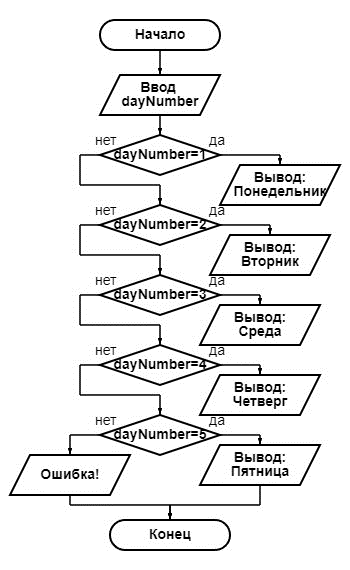 Начало
Ввод
dayNumber
нет
да
dayNumber=1
Вывод:
Понедельник
нет
да
dayNumber=2
Вывод:
Вторник
нет
да
dayNumber=3
Вывод:
Среда
нет
да
dayNumber=4
Вывод:
Четверг
нет
да
dayNumber=5
Ошибка!
Вывод:
Пятница
Конец